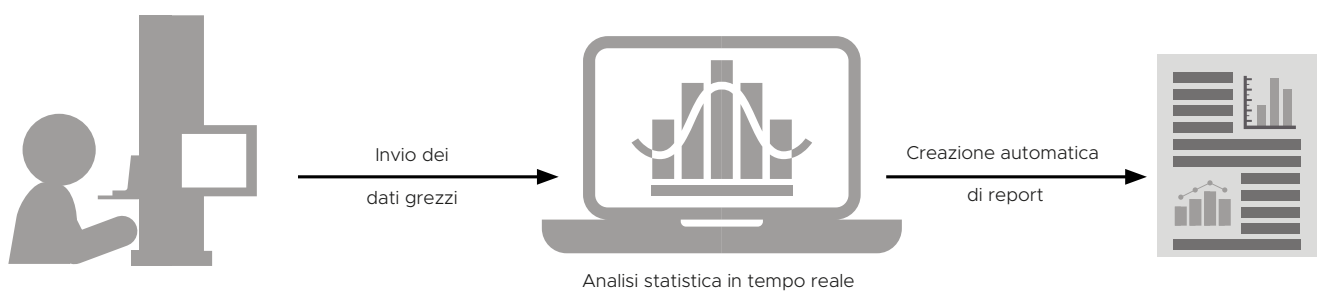 Invio dei
dati grezzi
Analisi statistica in tempo reale
Creazione automatica
di report